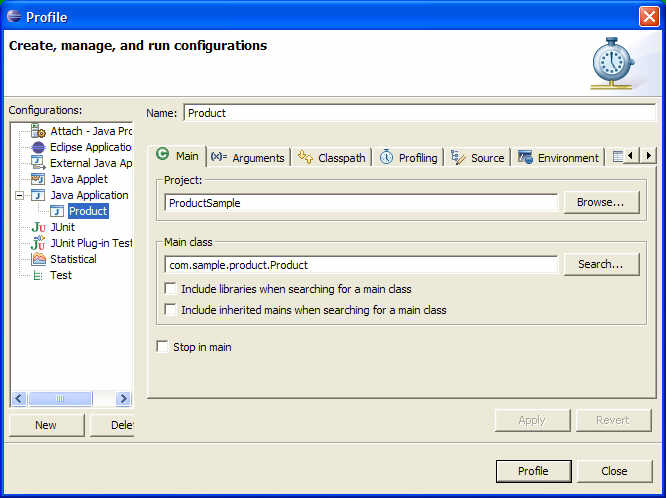 Profile
Create, manage, and run configurations
Configurations:
Attach - Java Pro
Eclipse Applicatio
External Java Ap
Java Applet
Java Application
Product
JUnit
JUnit Plug-in Test
Statistical
Test
New
Delet
Name: Product
Main (x)= Arguments Classpath Profiling Source Environment
Project:
ProductSample Browse...
Main class
com.sample.product.Product Search...
Include libraries when searching for a main class
Include inherited mains when searching for a main class
Stop in main
Apply Revert
Profile Close